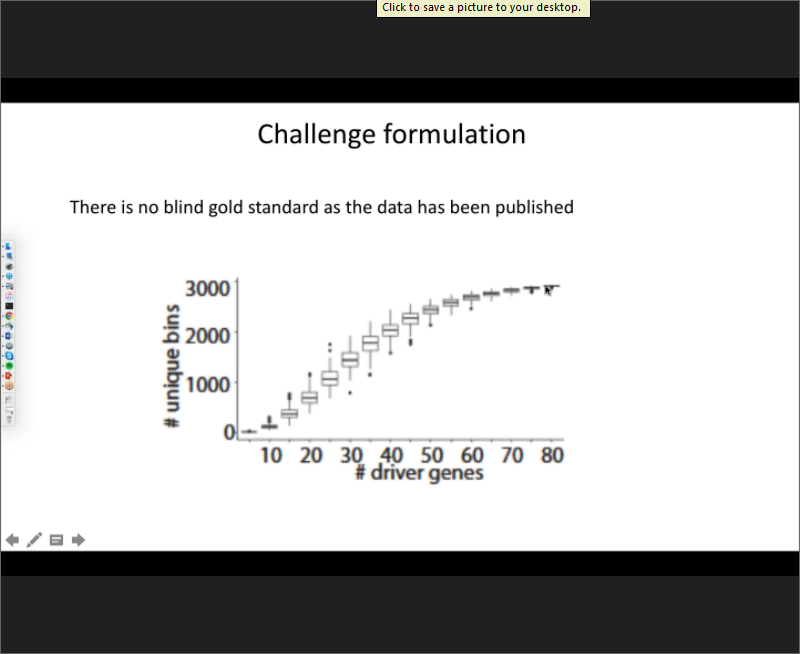 Click to save a picture to your desktop.
Challenge formulation
There is no blind gold standard as the data has been published
# unique bins
3000
2000
1000
0
10 20 30 40 50 60 70 80
# driver genes